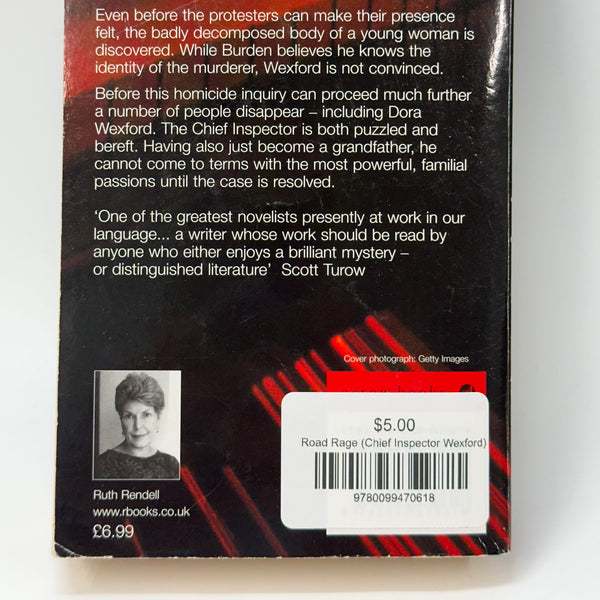 Even before the protesters can make their presence
felt, the badly decomposed body of a young woman is
discovered. While Burden believes he knows the
identity of the murderer, Wexford is not convinced.
Before this homicide inquiry can proceed much further
a number of people disappear – including Dora
Wexford. The Chief Inspector is both puzzled and
bereft. Having also just become a grandfather, he
cannot come to terms with the most powerful, familial
passions until the case is resolved.
‘One of the greatest novelists presently at work in our
language... a writer whose work should be read by
anyone who either enjoys a brilliant mystery –
or distinguished literature’ Scott Turow
Cover photograph: Getty Images
$5.00
Road Rage (Chief Inspector Wexford)
9780099470618
Ruth Rendell
www.rbooks.co.uk
£6.99